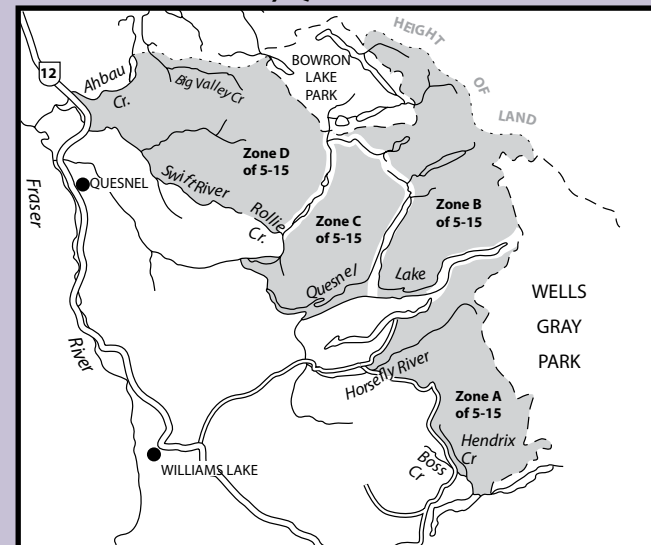 HEIGHT
OF
LAND
BOWRON
LAKE
PARK
12
Ahbau
Cr.
Big Valley Cr
Zone D
of 5-15
QUESNEL
Swift River
Rollie
Cr.
Zone C
of 5-15
Zone B
of 5-15
Fraser
River
Quesnel
Lake
WELLS
GRAY
PARK
Horsefly River
Zone A
of 5-15
Hendrix
Cr
Boss
Cr
WILLIAMS LAKE